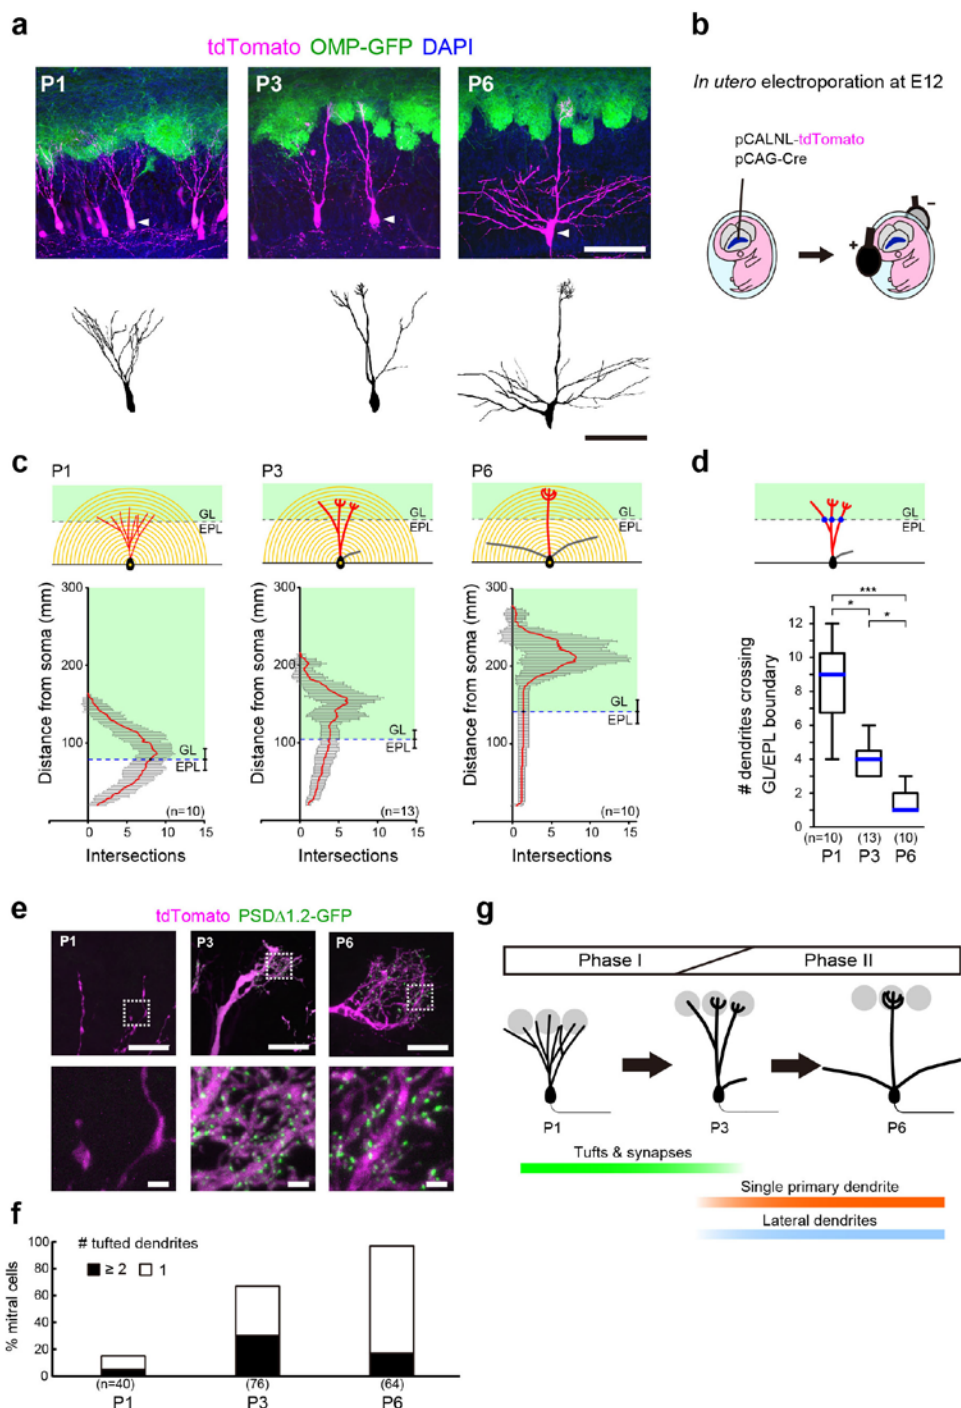 a
tdTomato OMP-GFP DAPI
P1
P3
P6
b
In utero electroporation at E12
pCALNL-tdTomato
pCAG-Cre
+
−
c
P1
GL
EPL
P3
GL
EPL
P6
GL
EPL
Distance from soma (mm)
300
200
100
GL
EPL
(n=10)
0 5 10 15
Intersections
Distance from soma (mm)
300
200
100
GL
EPL
(n=13)
0 5 10 15
Intersections
Distance from soma (mm)
300
200
100
GL
EPL
(n=10)
0 5 10 15
Intersections
d
GL
EPL
***
* *
# dendrites crossing
GL/EPL boundary
12
10
8
6
4
2
0
(n=10) (13) (10)
P1 P3 P6
e
tdTomato PSDΔ1.2-GFP
P1
P3
P6
f
% mitral cells
100
80
60
40
20
0
# tufted dendrites
≥ 2 1
(n=40) (76) (64)
P1 P3 P6
g
Phase I Phase II
P1 P3 P6
Tufts & synapses
Single primary dendrite
Lateral dendrites